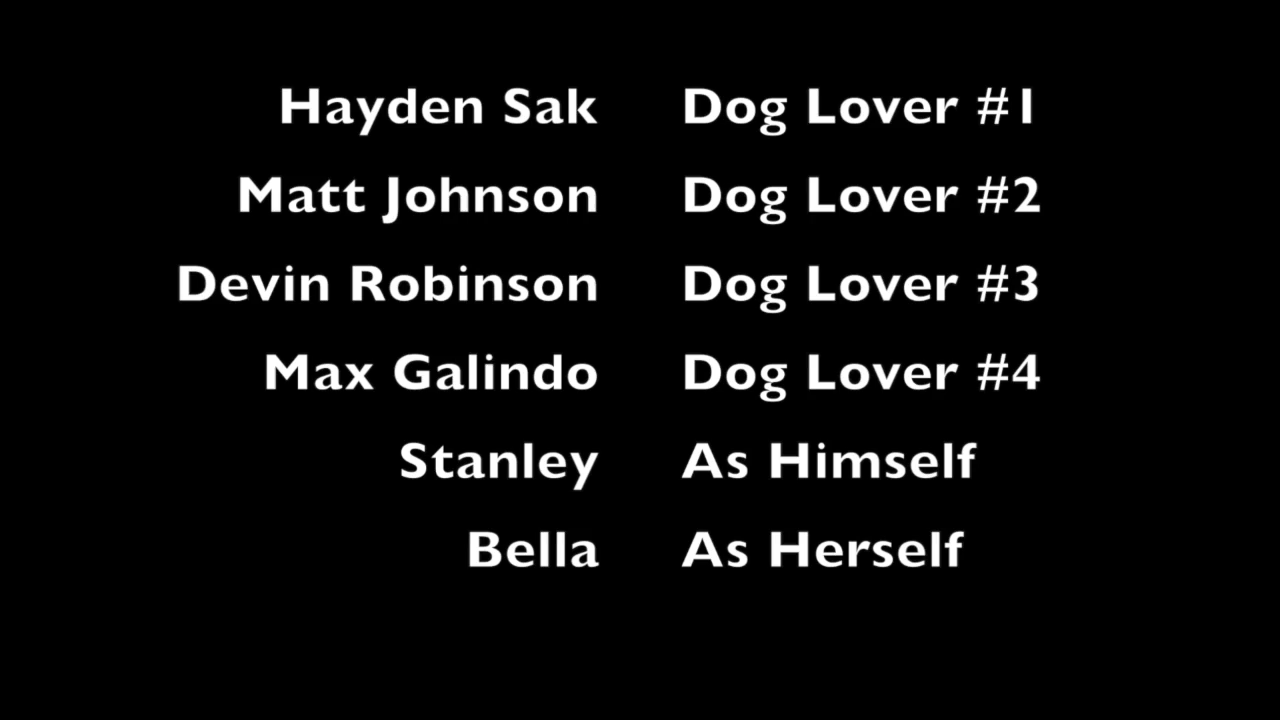 Hayden Sak Dog Lover #1
Matt Johnson Dog Lover #2
Devin Robinson Dog Lover #3
Max Galindo Dog Lover #4
Stanley As Himself
Bella As Herself